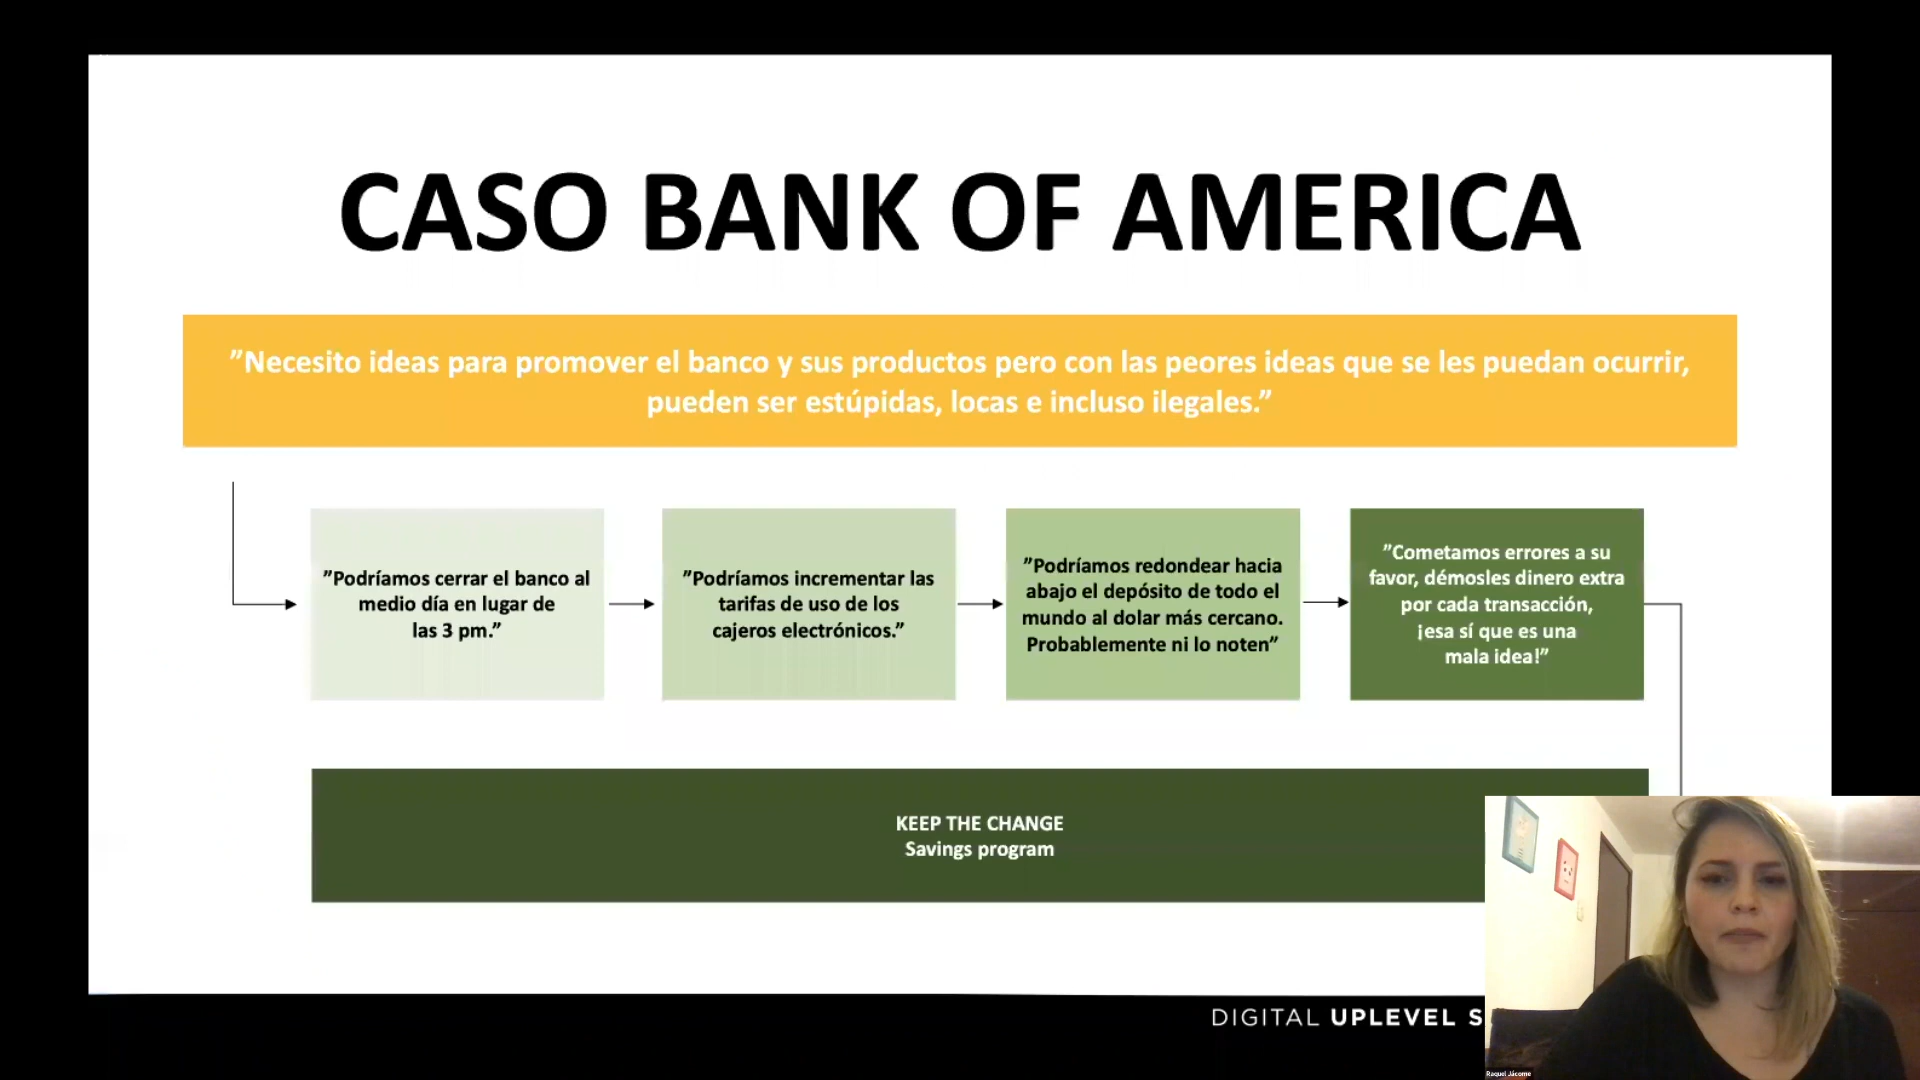 CASO BANK OF AMERICA
”Necesito ideas para promover el banco y sus productos pero con las peores ideas que se les puedan ocurrir,
pueden ser estúpidas, locas e incluso ilegales.”
”Podríamos cerrar el banco al
medio día en lugar de
las 3 pm.”
”Podríamos incrementar las
tarifas de uso de los
cajeros electrónicos.”
”Podríamos redondear hacia
abajo el depósito de todo el
mundo al dolar más cercano.
Probablemente ni lo noten”
”Cometamos errores a su
favor, démosles dinero extra
por cada transacción,
¡esa sí que es una
mala idea!”
KEEP THE CHANGE
Savings program
DIGITAL UPLEVEL S
Raquel Jácome